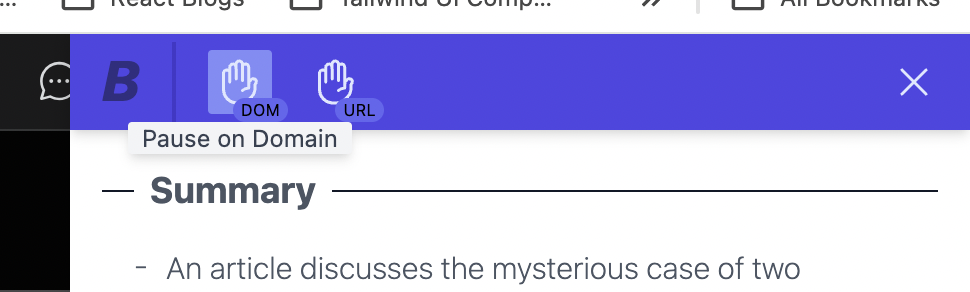 ... React Blogs Tailwind UI Comp... >> All Bookmarks
B DOM URL
Pause on Domain
Summary
- An article discusses the mysterious case of two